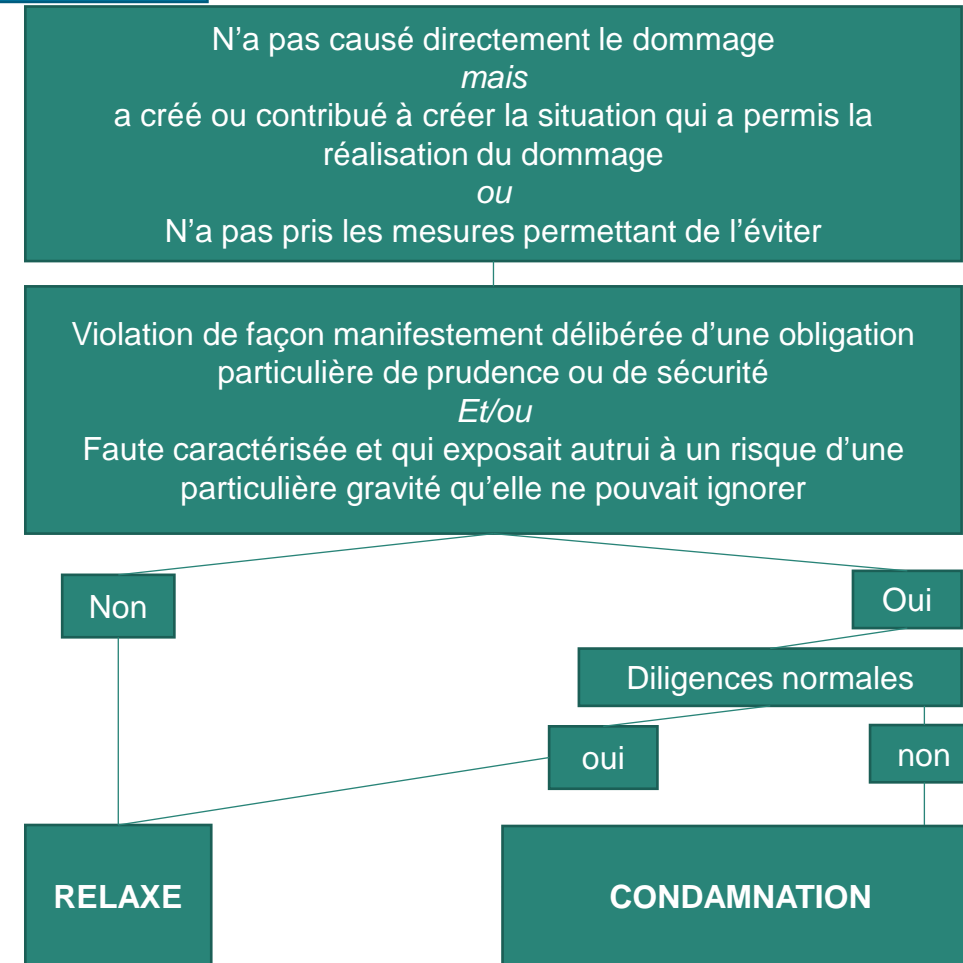 N’a pas causé directement le dommage
mais
a créé ou contribué à créer la situation qui a permis la
réalisation du dommage
ou
N’a pas pris les mesures permettant de l’éviter
Violation de façon manifestement délibérée d’une obligation
particulière de prudence ou de sécurité
Et/ou
Faute caractérisée et qui exposait autrui à un risque d’une
particulière gravité qu’elle ne pouvait ignorer
Non
Oui
Diligences normales
oui
non
RELAXE
CONDAMNATION